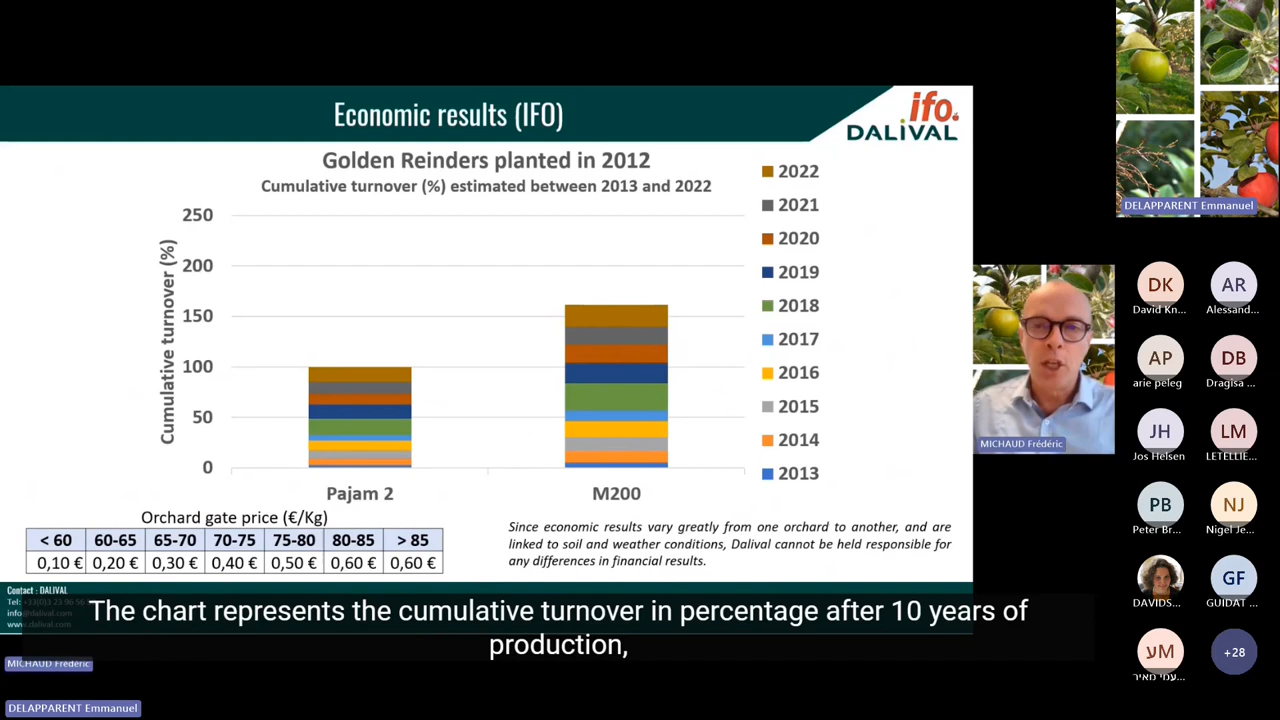 Economic results (IFO)
ifo.
DALIVAL
Golden Reinders planted in 2012
Cumulative turnover (%) estimated between 2013 and 2022
Cumulative turnover (%)
250
200
150
100
50
0
Pajam 2
M200
2022
2021
2020
2019
2018
2017
2016
2015
2014
2013
Orchard gate price (€/Kg)
< 60 60-65 65-70 70-75 75-80 80-85 > 85
0,10 € 0,20 € 0,30 € 0,40 € 0,50 € 0,60 € 0,60 €
Since economic results vary greatly from one orchard to another, and are
linked to soil and weather conditions, Dalival cannot be held responsible for
any differences in financial results.
Contact : DALIVAL
The chart represents the cumulative turnover in percentage after 10 years of
production,
MICHAUD Frédéric
DELAPPARENT Emmanuel
MICHAUD Frédéric
DELAPPARENT Emmanuel
DK
David Kn...
AR
Alessand...
AP
arie peleg
DB
Dragisa ...
JH
Jos Helsen
LM
LETELLIE...
PB
Peter Br...
NJ
Nigel Je...
DAVIDS...
GF
GUIDAT ...
עM
עמי מאיר...
+28